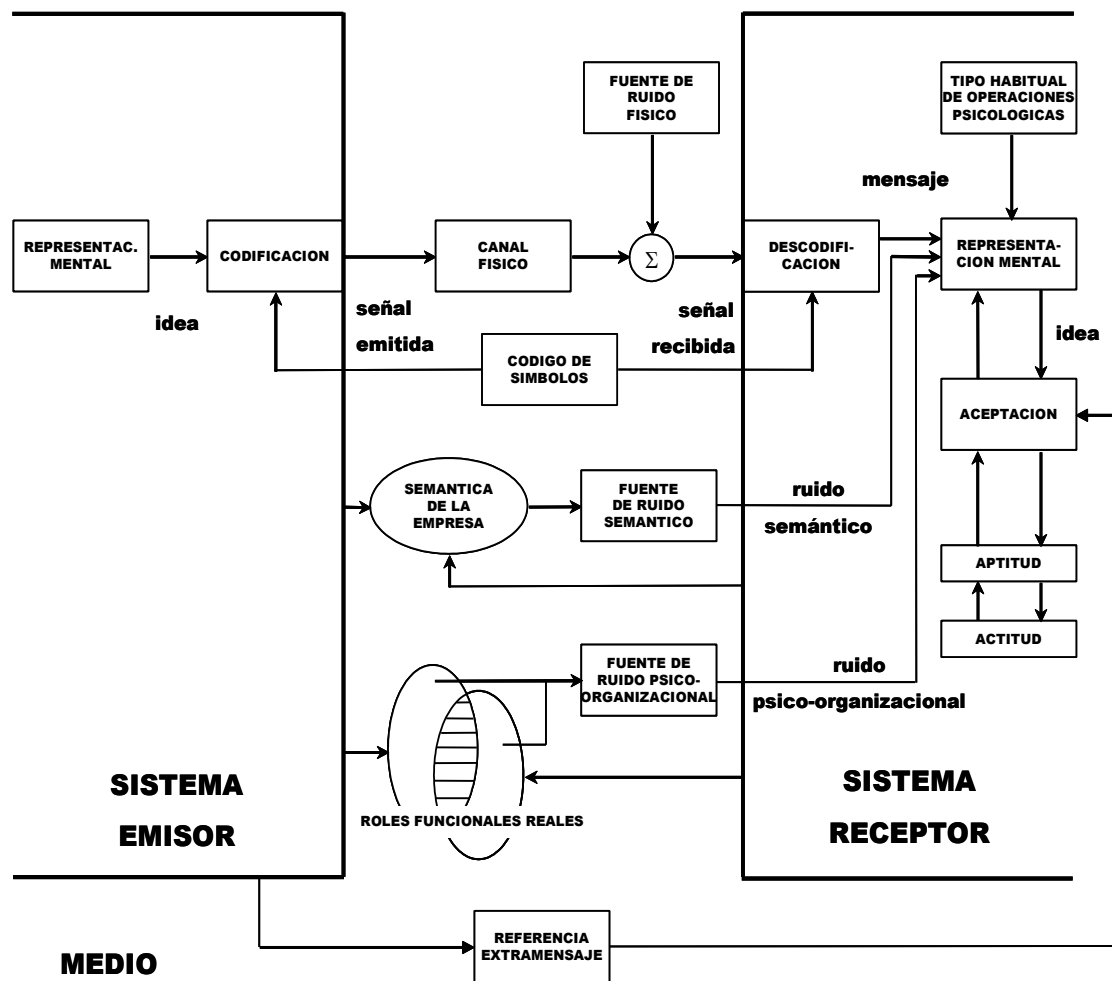 FUENTE DE
RUIDO
FISICO
TIPO HABITUAL
DE OPERACIONES
PSICOLOGICAS
mensaje
REPRESENTAC.
MENTAL
CODIFICACION
CANAL
FISICO
Σ
DESCODIFI-
CACION
REPRESENTA-
CION MENTAL
idea
señal
emitida
señal
recibida
idea
CODIGO DE
SIMBOLOS
ACEPTACION
SEMANTICA
DE LA
EMPRESA
FUENTE
DE RUIDO
SEMANTICO
ruido
semántico
APTITUD
ACTITUD
FUENTE DE
RUIDO PSICO-
ORGANIZACIONAL
ruido
psico-organizacional
SISTEMA
EMISOR
ROLES FUNCIONALES REALES
SISTEMA
RECEPTOR
MEDIO
REFERENCIA
EXTRAMENSAJE